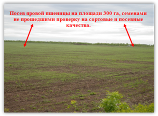 Посев яровой пшеницы на площади 300 га, семенами
не прошедшими проверку на сортовые и посевные
качества.